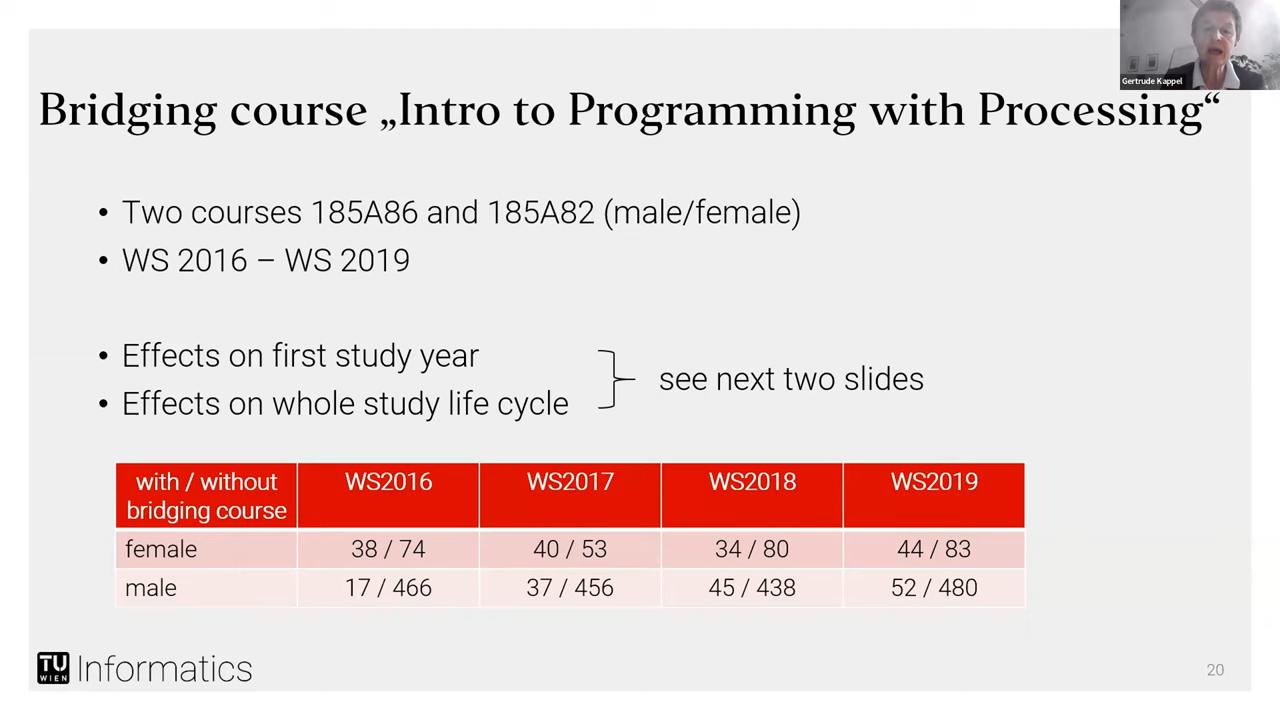 Gertrude Kappel
Bridging course „Intro to Programming with Processing“
• Two courses 185A86 and 185A82 (male/female)
• WS 2016 – WS 2019
• Effects on first study year
• Effects on whole study life cycle
see next two slides
with / without bridging course WS2016 WS2017 WS2018 WS2019
female 38 / 74 40 / 53 34 / 80 44 / 83
male 17 / 466 37 / 456 45 / 438 52 / 480
TU WIEN Informatics
20